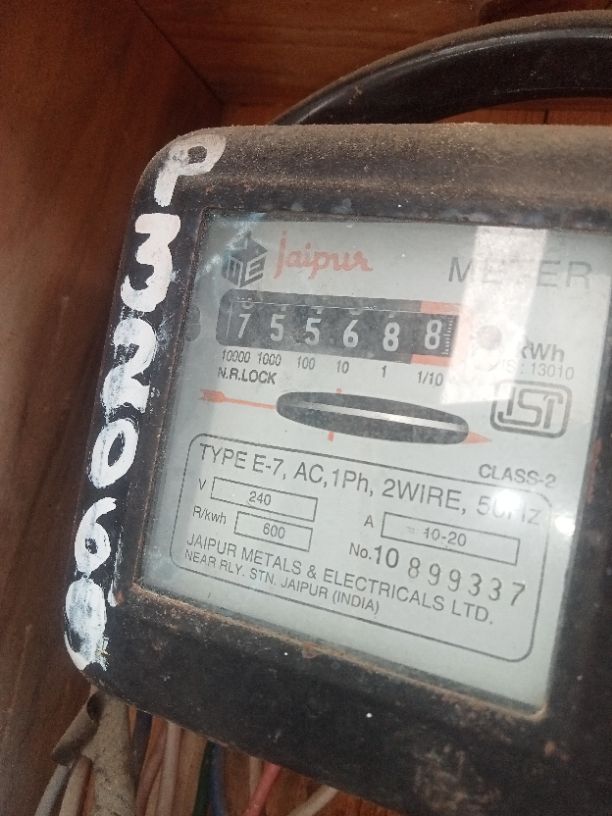 P32069
jaipur METER
755688
kWh
10000 1000 100 10 1 1/10
IS : 13010
N.R.LOCK
CLASS-2
TYPE E-7, AC,1Ph, 2WIRE, 50Hz
V 240 A 10-20
R/kwh 600 No.10 899337
JAIPUR METALS & ELECTRICALS LTD.
NEAR RLY. STN. JAIPUR (INDIA)